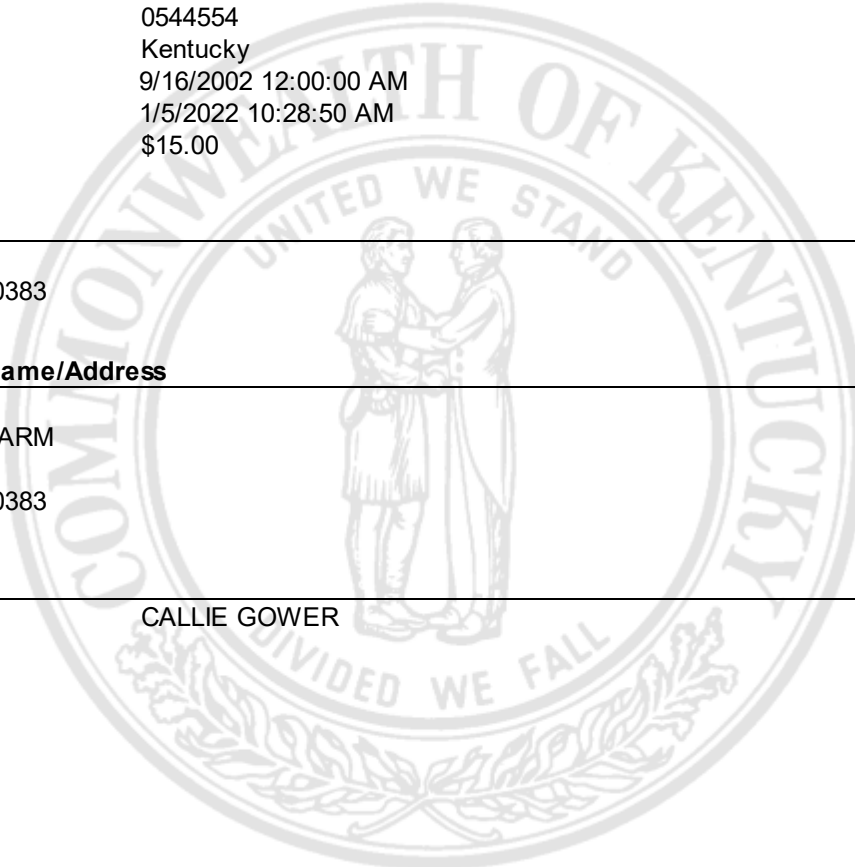 0544554
Kentucky
9/16/2002 12:00:00 AM
1/5/2022 10:28:50 AM
$15.00
COMMONWEALTH OF KENTUCKY
UNITED WE STAND
0383
ame/Address
ARM
0383
CALLIE GOWER
DIVIDED WE FALL